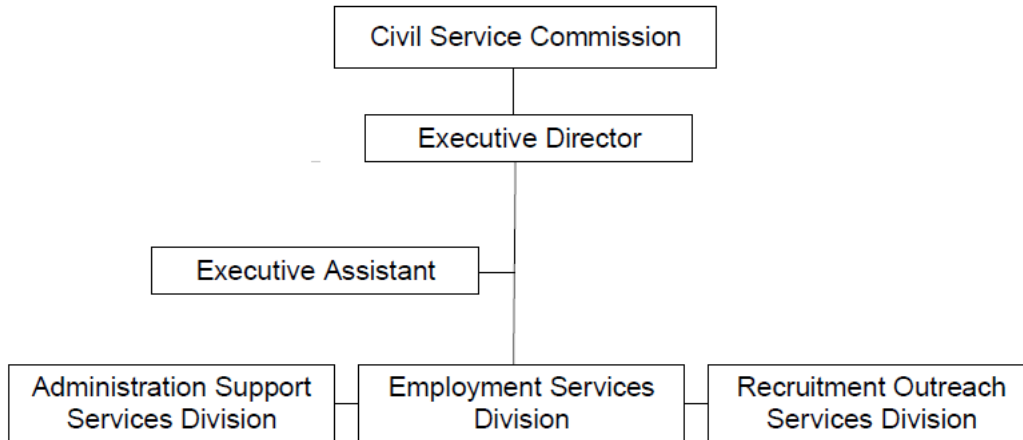 Civil Service Commission
Executive Director
Executive Assistant
Administration Support
Services Division
Employment Services
Division
Recruitment Outreach
Services Division